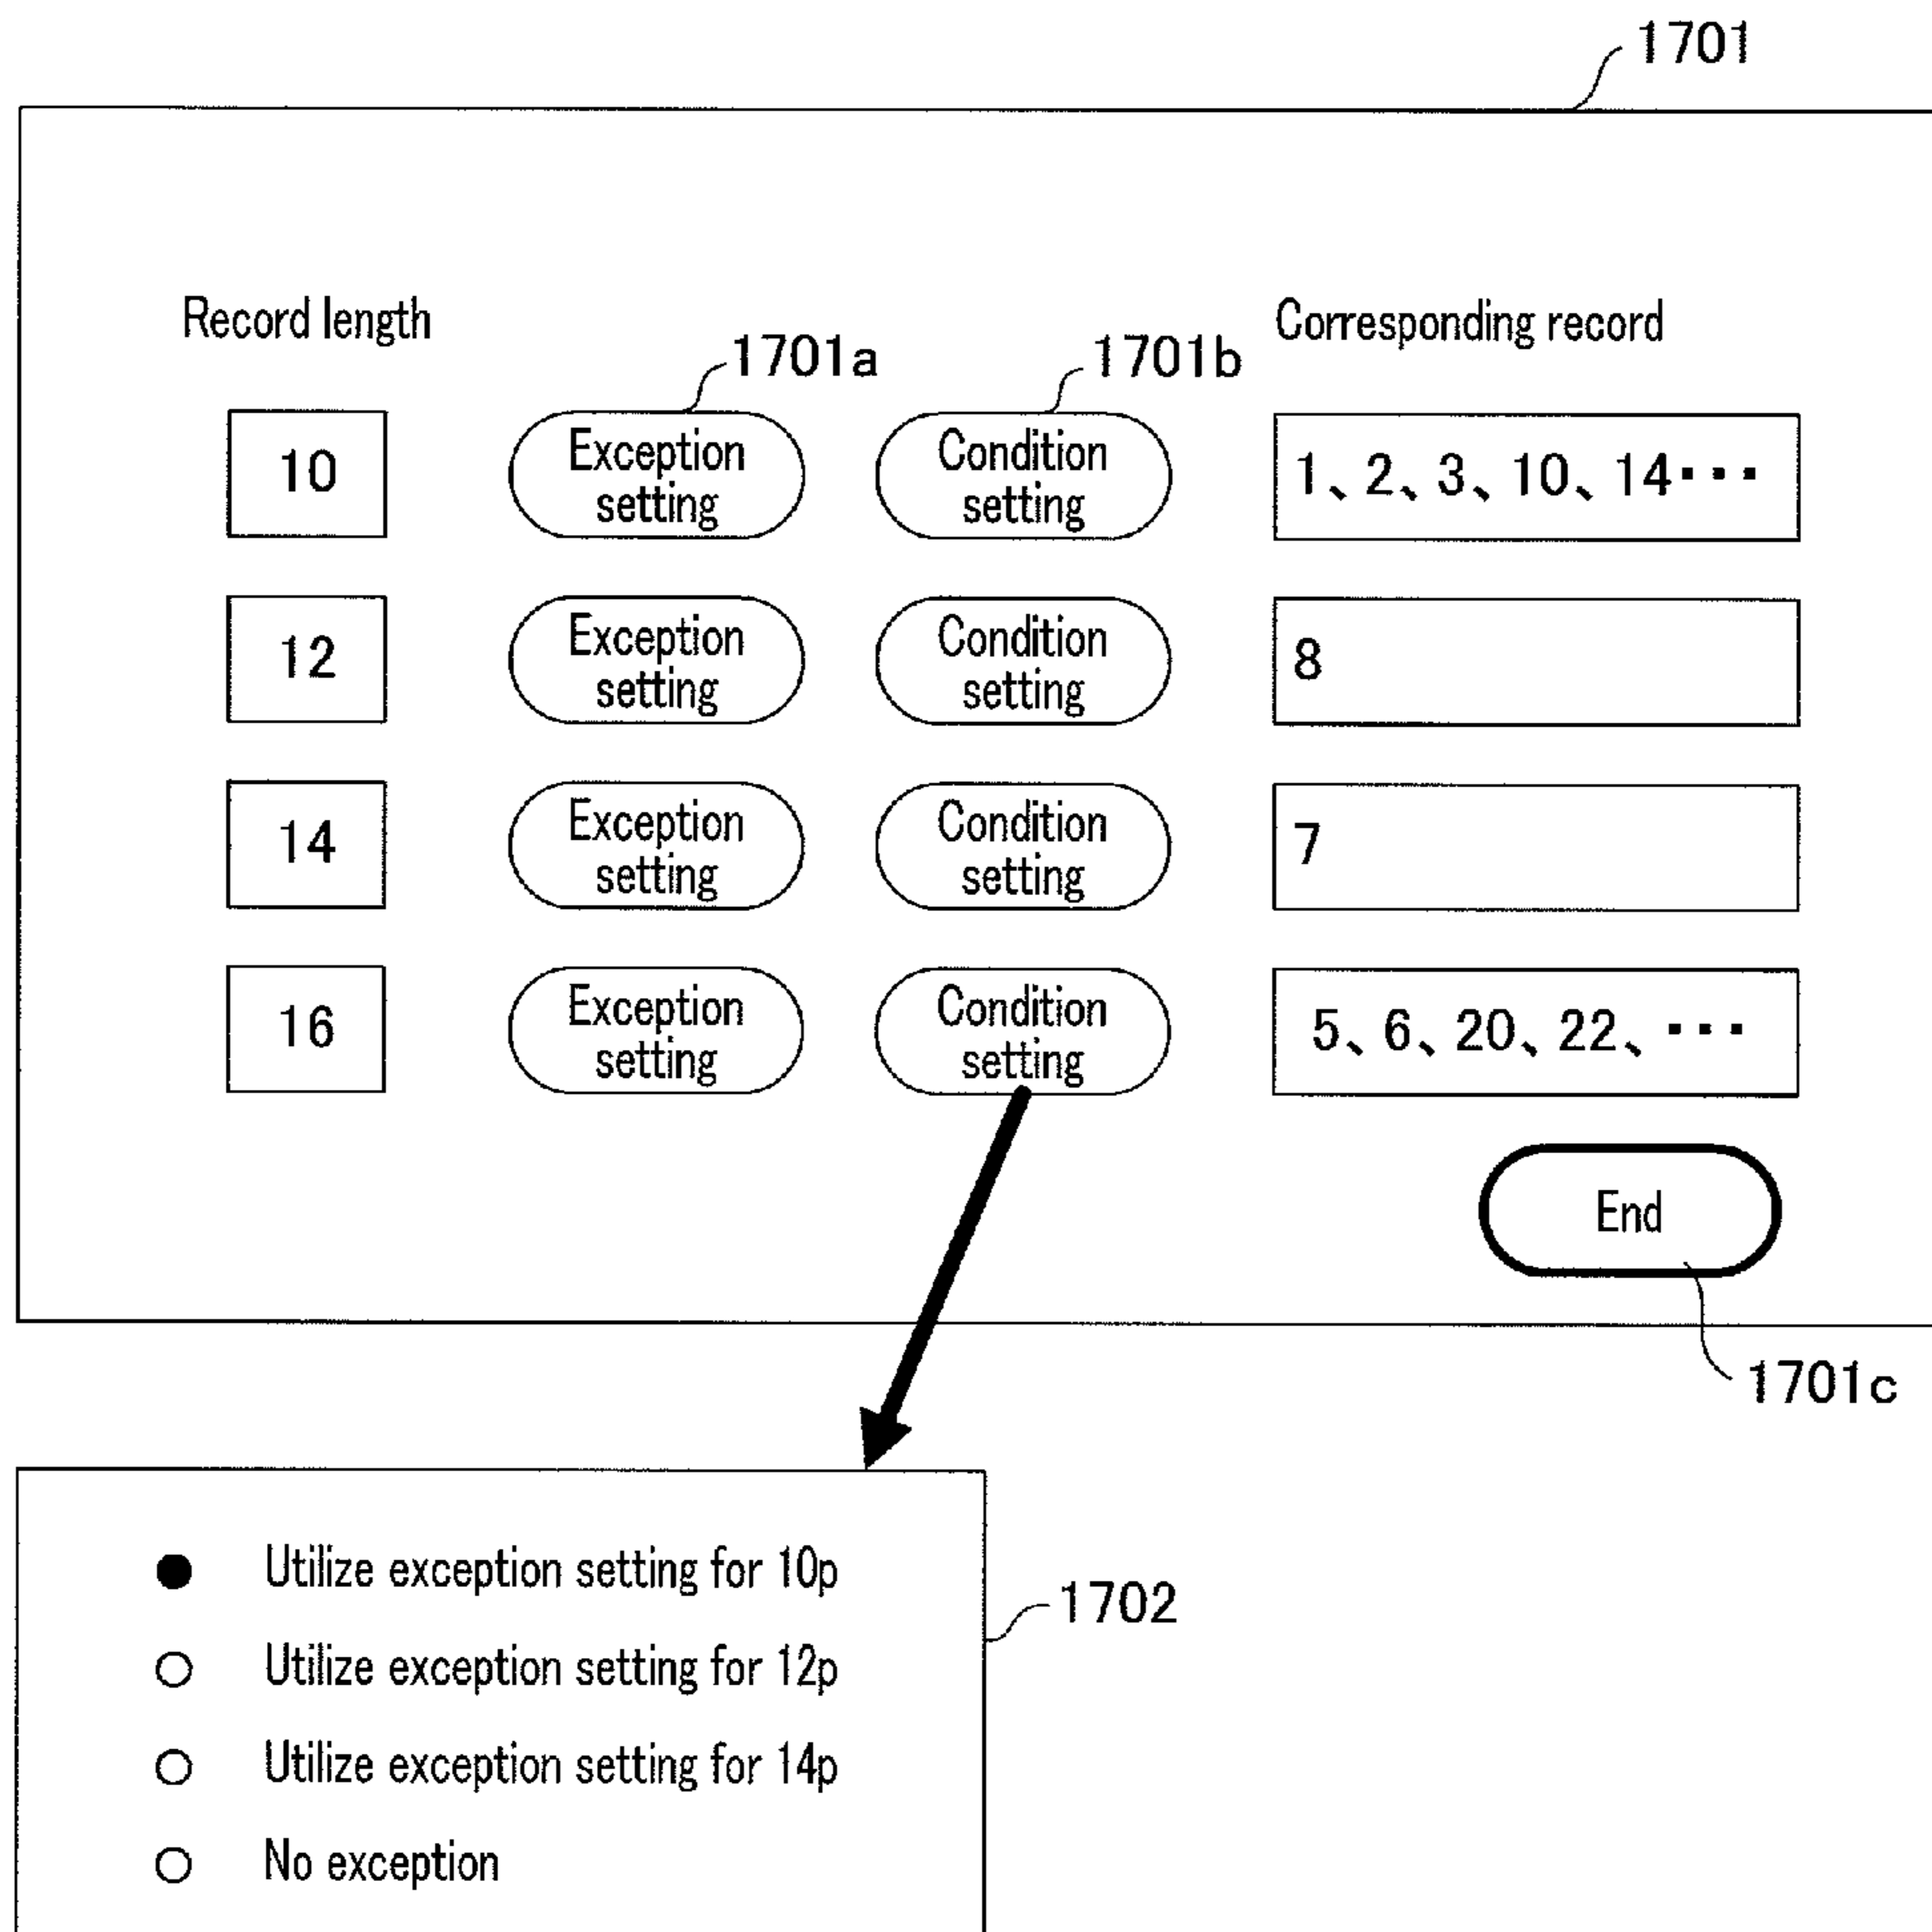 1701
Record length
1701a
1701b
Corresponding record
10
Exception
setting
Condition
setting
1、2、3、10、14･･･
12
Exception
setting
Condition
setting
8
14
Exception
setting
Condition
setting
7
16
Exception
setting
Condition
setting
5、6、20、22、･･･
End
1701c
Utilize exception setting for 10p
1702
Utilize exception setting for 12p
Utilize exception setting for 14p
No exception